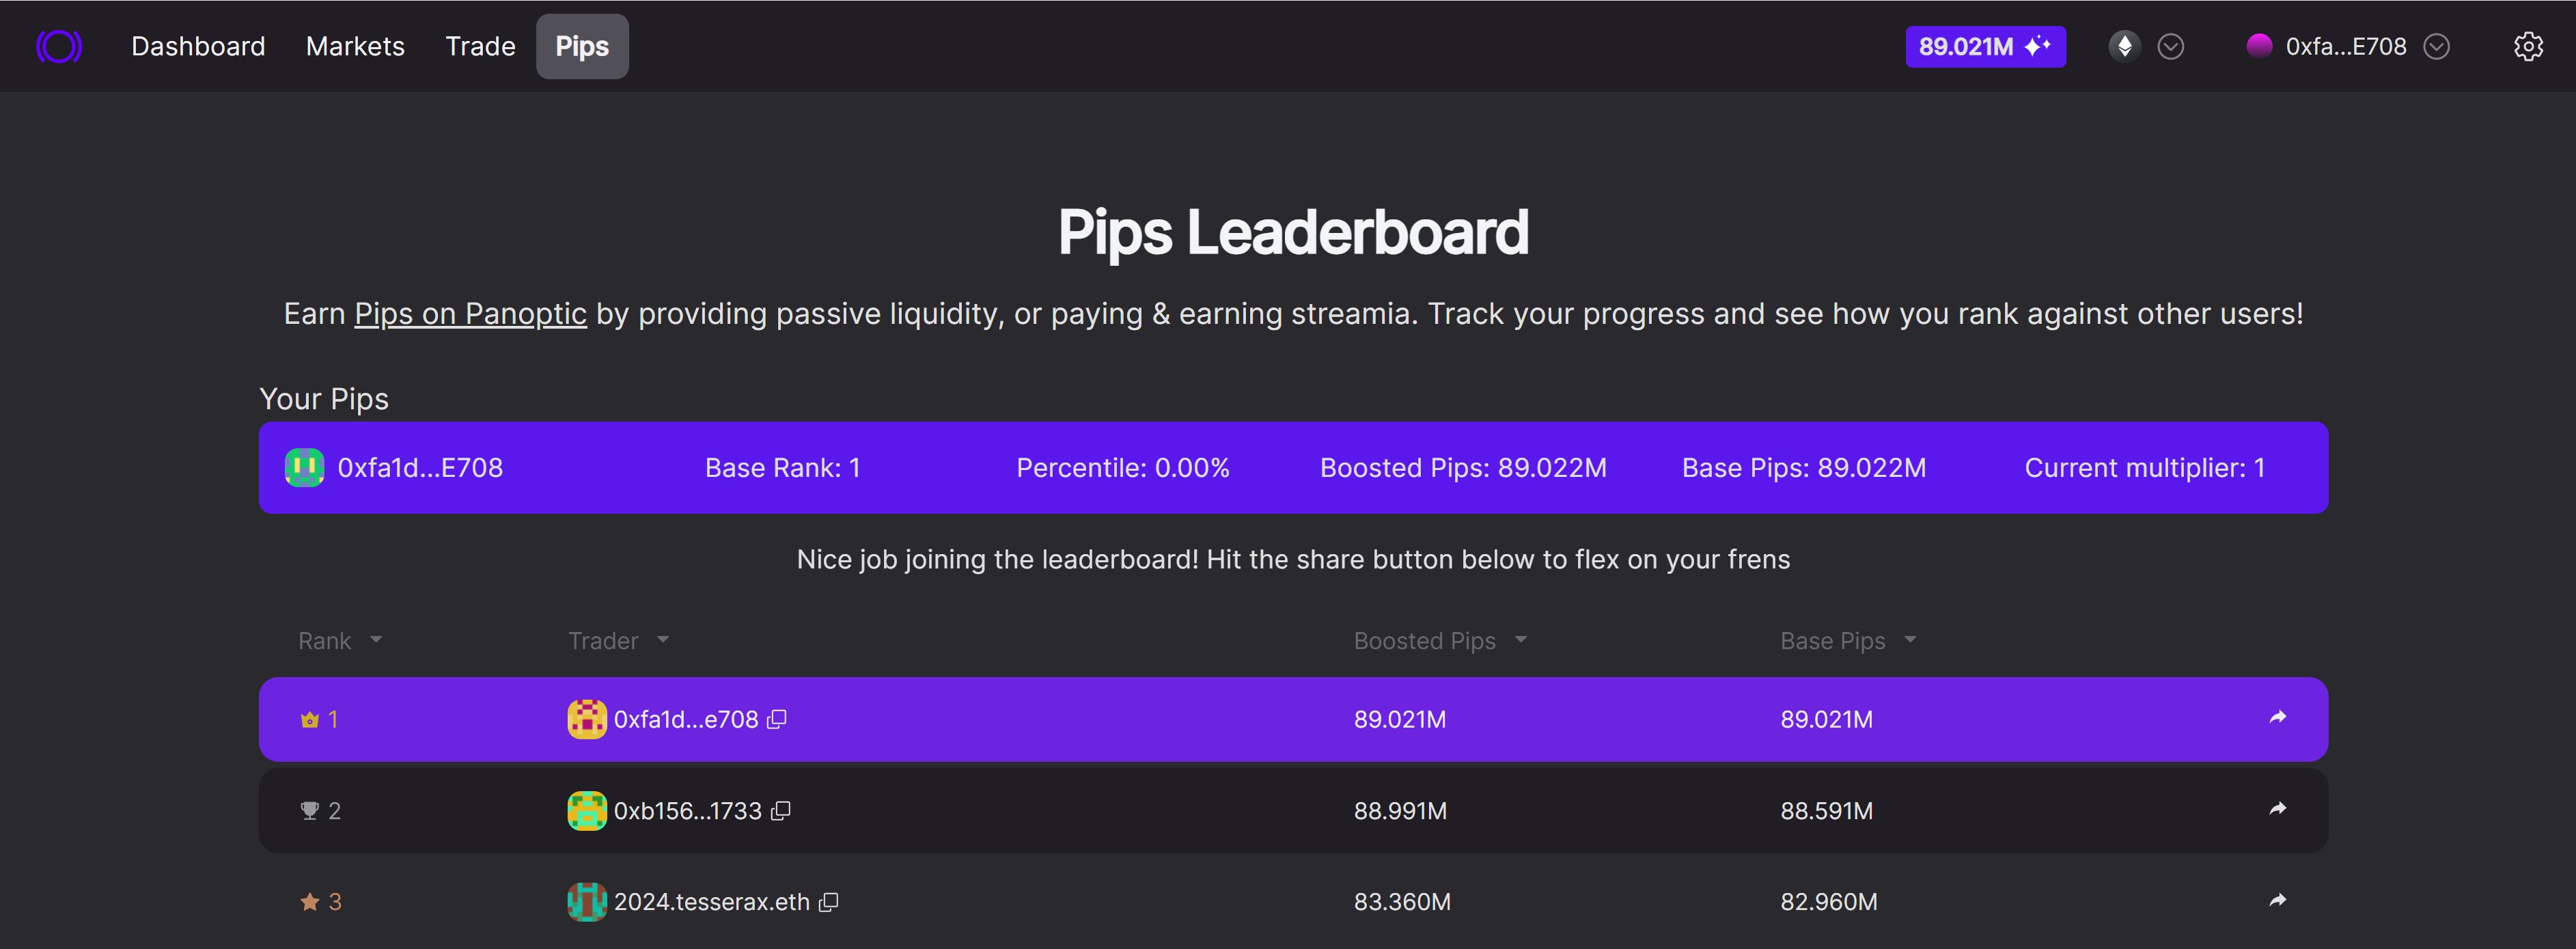 Dashboard Markets Trade Pips 89.021M 0xfa...E708
Pips Leaderboard
Earn Pips on Panoptic by providing passive liquidity, or paying & earning streamia. Track your progress and see how you rank against other users!
Your Pips
0xfa1d...E708 Base Rank: 1 Percentile: 0.00% Boosted Pips: 89.022M Base Pips: 89.022M Current multiplier: 1
Nice job joining the leaderboard! Hit the share button below to flex on your frens
Rank Trader Boosted Pips Base Pips
1 0xfa1d...e708 89.021M 89.021M
2 0xb156...1733 88.991M 88.591M
3 2024.tesserax.eth 83.360M 82.960M